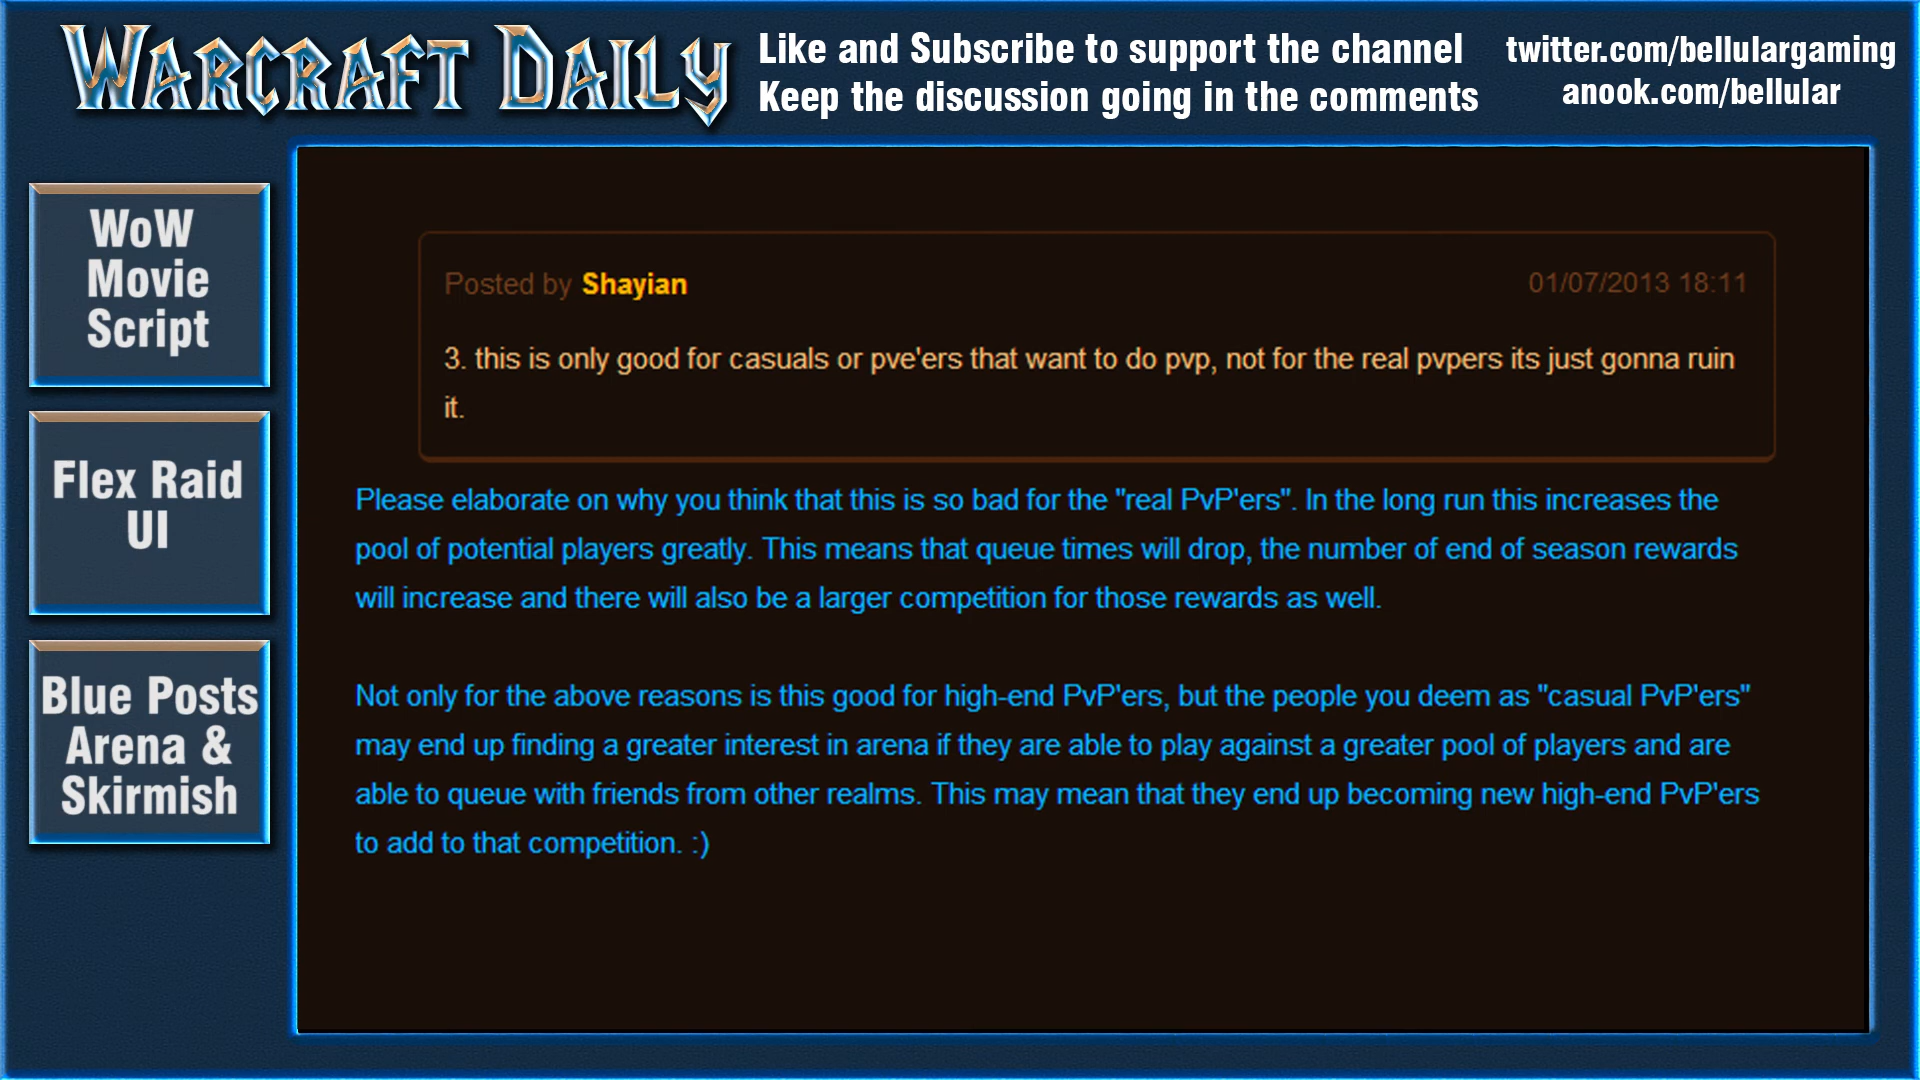 WARCRAFT DAILY
Like and Subscribe to support the channel
Keep the discussion going in the comments
twitter.com/bellulargaming
anook.com/bellular
WoW
Movie
Script
Flex Raid
UI
Blue Posts
Arena &
Skirmish
Posted by Shayian 01/07/2013 18:11
3. this is only good for casuals or pve'ers that want to do pvp, not for the real pvpers its just gonna ruin
it.
Please elaborate on why you think that this is so bad for the "real PvP'ers". In the long run this increases the
pool of potential players greatly. This means that queue times will drop, the number of end of season rewards
will increase and there will also be a larger competition for those rewards as well.
Not only for the above reasons is this good for high-end PvP'ers, but the people you deem as "casual PvP'ers"
may end up finding a greater interest in arena if they are able to play against a greater pool of players and are
able to queue with friends from other realms. This may mean that they end up becoming new high-end PvP'ers
to add to that competition. :)